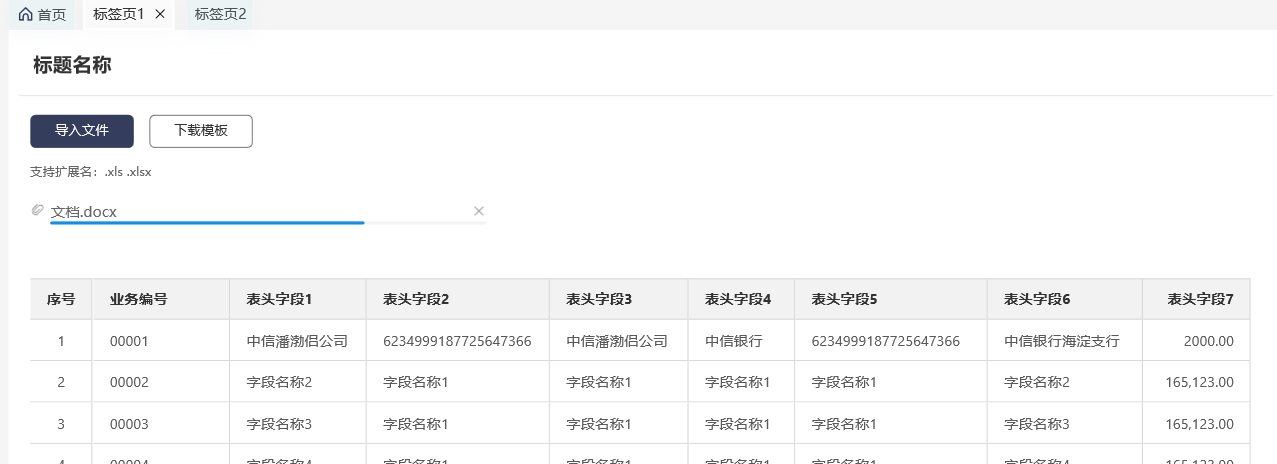 首页 标签页1 标签页2
标题名称
导入文件 下载模板
支持扩展名: .xls .xlsx
文档.docx
序号 业务编号 表头字段1 表头字段2 表头字段3 表头字段4 表头字段5 表头字段6 表头字段7
1 00001 中信潘渤侣公司 6234999187725647366 中信潘渤侣公司 中信银行 6234999187725647366 中信银行海淀支行 2000.00
2 00002 字段名称2 字段名称1 字段名称1 字段名称1 字段名称1 字段名称2 165,123.00
3 00003 字段名称3 字段名称1 字段名称1 字段名称1 字段名称1 字段名称3 165,123.00